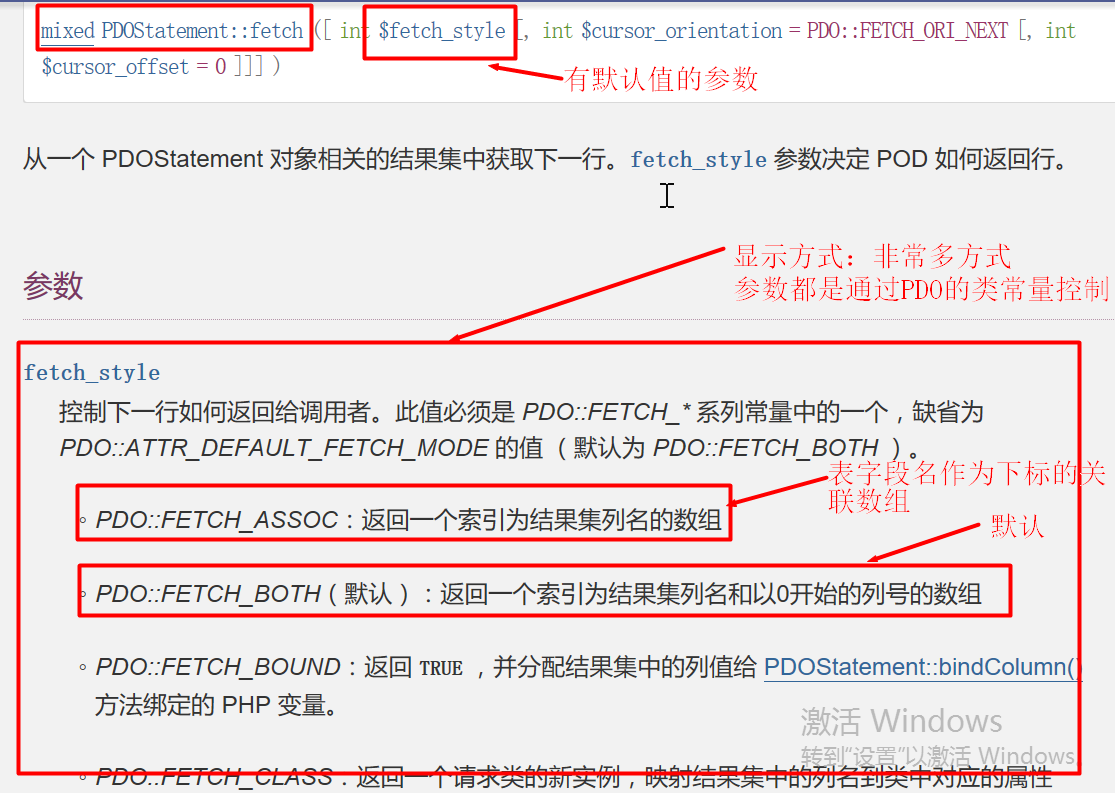 mixed PDOStatement::fetch ([ int $fetch_style [, int $cursor_orientation = PDO::FETCH_ORI_NEXT [, int
$cursor_offset = 0 ]]] )
有默认值的参数
从一个 PDOStatement 对象相关的结果集中获取下一行。fetch_style 参数决定 POD 如何返回行。
显示方式：非常多方式
参数都是通过PDO的类常量控制
参数
fetch_style
控制下一行如何返回给调用者。此值必须是 PDO::FETCH_* 系列常量中的一个，缺省为
PDO::ATTR_DEFAULT_FETCH_MODE 的值 （ 默认为 PDO::FETCH_BOTH ）。
表字段名作为下标的关
联数组
◦ PDO::FETCH_ASSOC：返回一个索引为结果集列名的数组
默认
◦ PDO::FETCH_BOTH（ 默认 ）：返回一个索引为结果集列名和以0开始的列号的数组
◦ PDO::FETCH_BOUND：返回 TRUE ，并分配结果集中的列值给 PDOStatement::bindColumn()
方法绑定的 PHP 变量。
激活 Windows
转到“设置”以激活 Windows。
◦ PDO::FETCH_CLASS：返回一个请求类的新实例，映射结果集中的列名到类中对应的属性